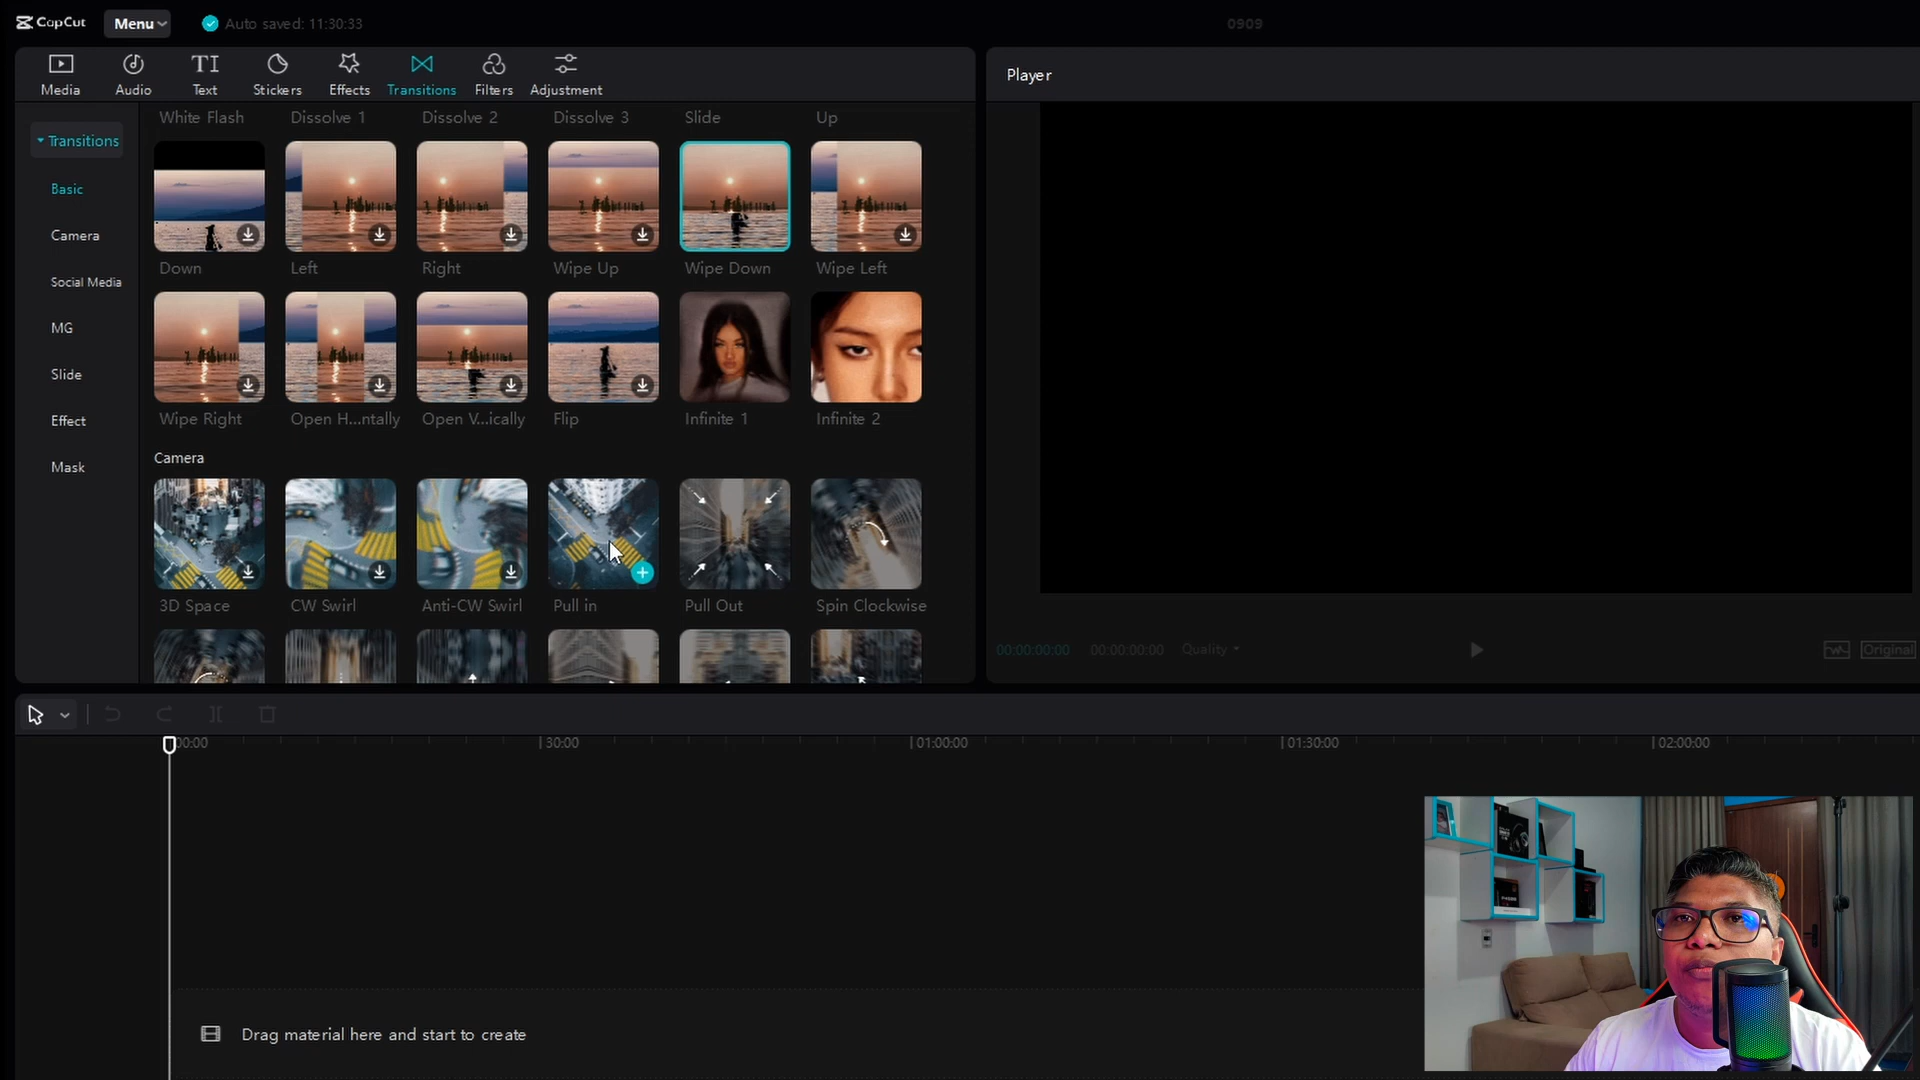 CapCut
Menu
Auto saved: 11:30:33
0909
Media
Audio
Text
Stickers
Effects
Transitions
Filters
Adjustment
Player
Transitions
Basic
Camera
Social Media
MG
Slide
Effect
Mask
White Flash
Dissolve 1
Dissolve 2
Dissolve 3
Slide
Up
Down
Left
Right
Wipe Up
Wipe Down
Wipe Left
Wipe Right
Open H...ntally
Open V...ically
Flip
Infinite 1
Infinite 2
Camera
3D Space
CW Swirl
Anti-CW Swirl
Pull in
Pull Out
Spin Clockwise
00:00:00:00
00:00:00:00
Quality
Original
00:00
30:00
01:00:00
01:30:00
02:00:00
Drag material here and start to create